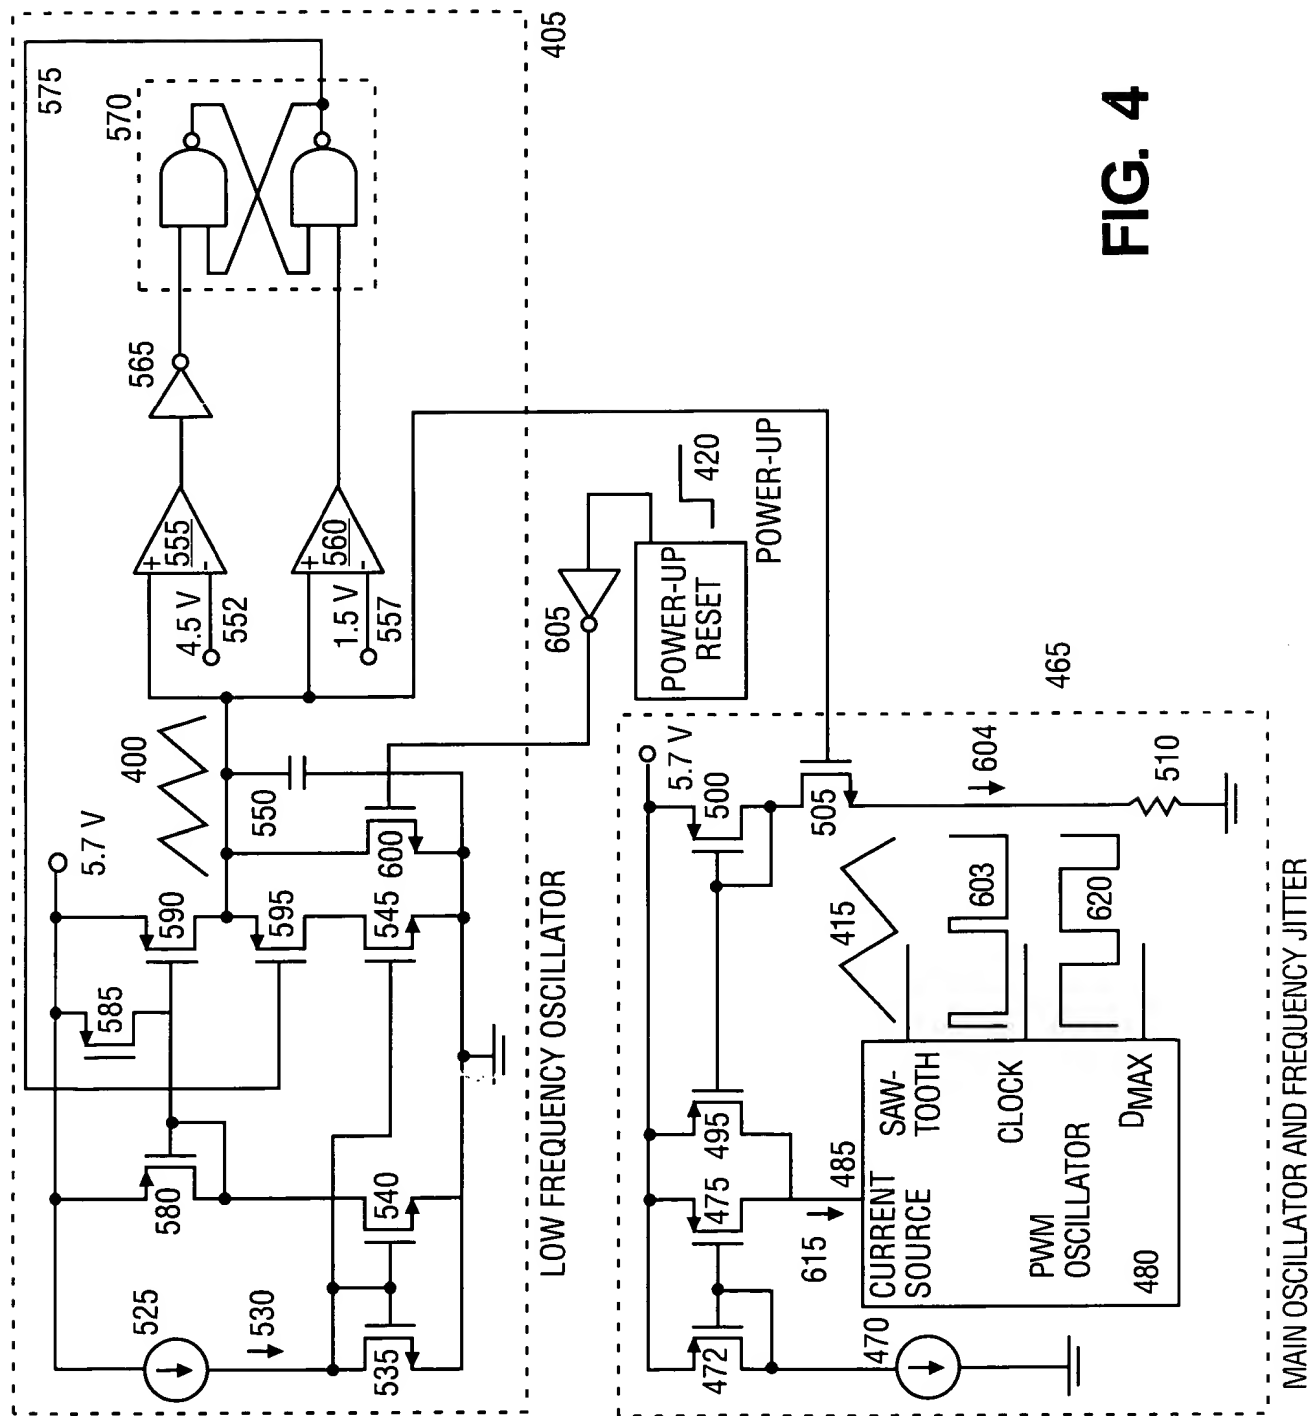 405
575
570
565
+
555
-
4.5 V
552
+
560
-
1.5 V
557
400
5.7 V
590
585
595
550
600
545
580
540
525
530
535
LOW FREQUENCY OSCILLATOR
605
POWER-UP
RESET
420
POWER-UP
465
5.7 V
500
505
604
510
495
475
472
470
615
485
415
603
620
CURRENT
SOURCE
SAW-
TOOTH
CLOCK
PWM
OSCILLATOR
DMAX
480
MAIN OSCILLATOR AND FREQUENCY JITTER
FIG. 4